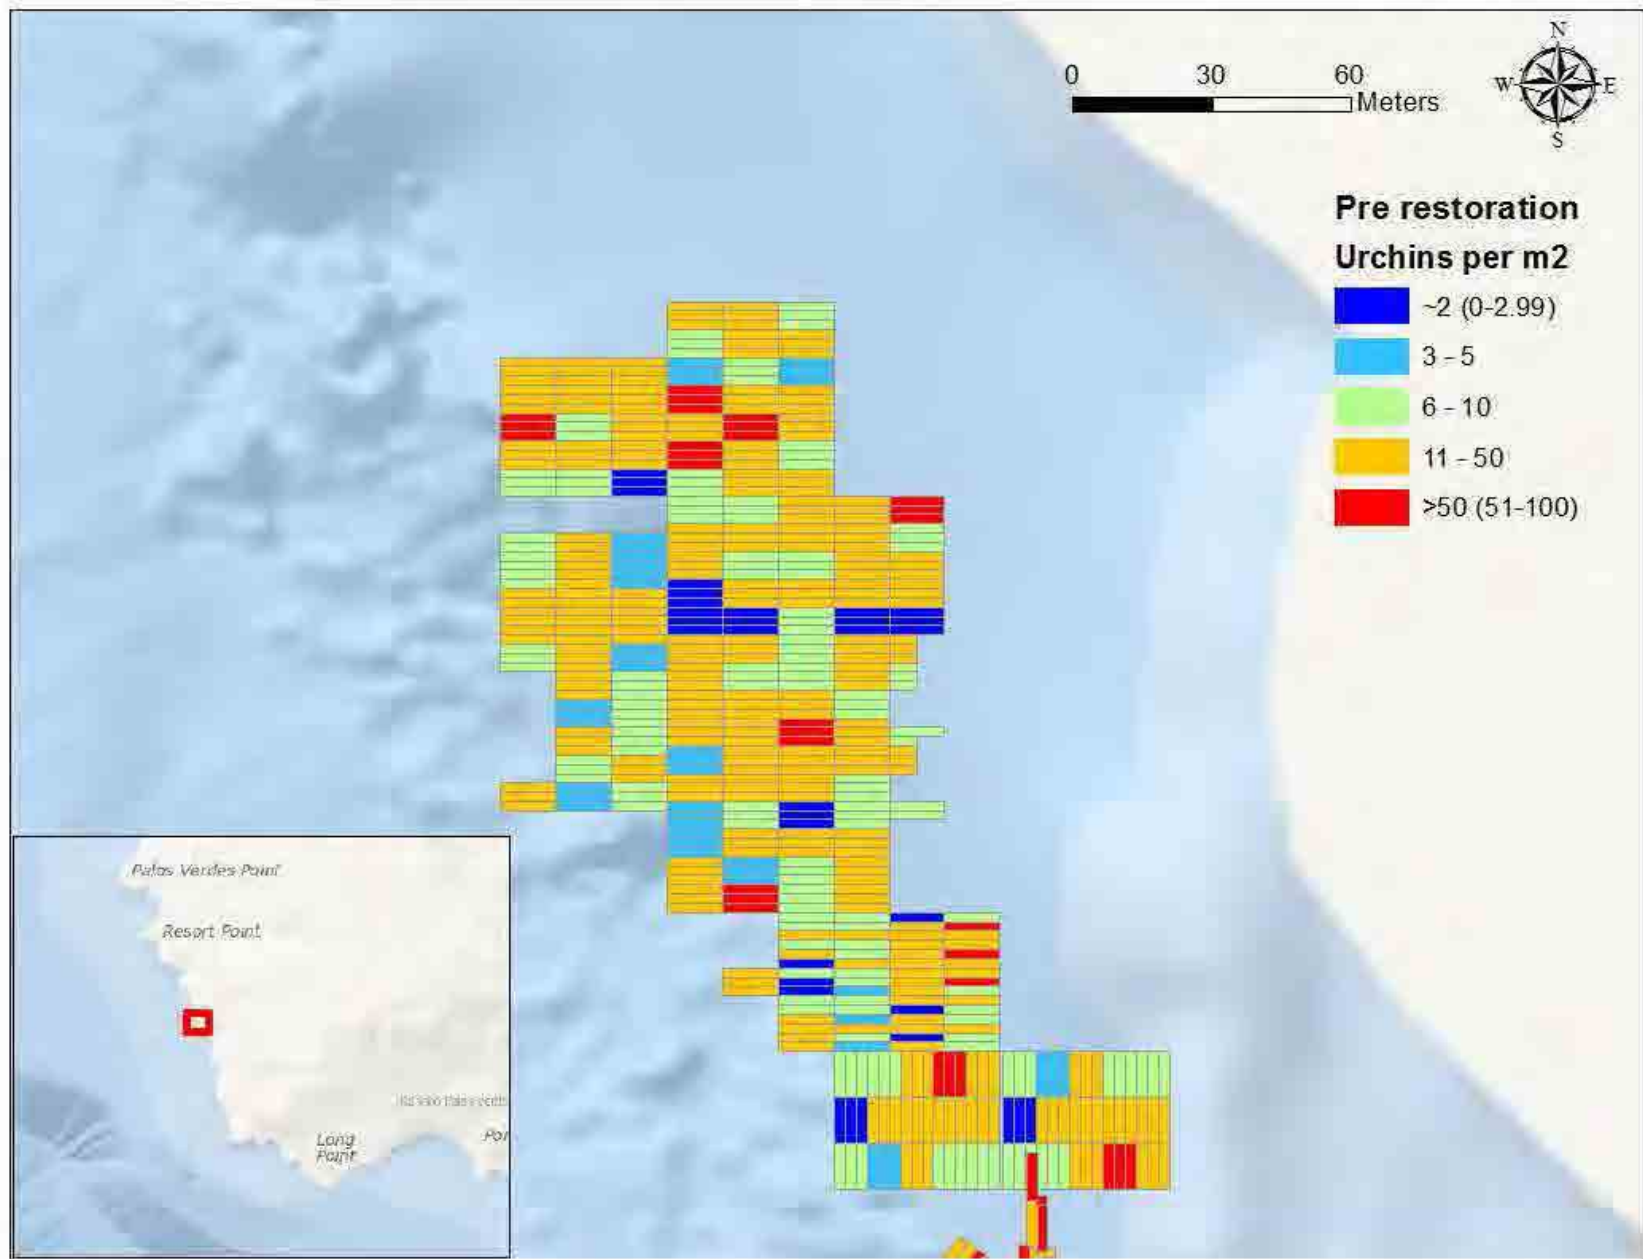 N
0 30 60
W E
Meters
S
Pre restoration
Urchins per m2
~2 (0-2.99)
3 - 5
6 - 10
11 - 50
>50 (51-100)
Palos Verdes Point
Resort Point
Long
Point
Por